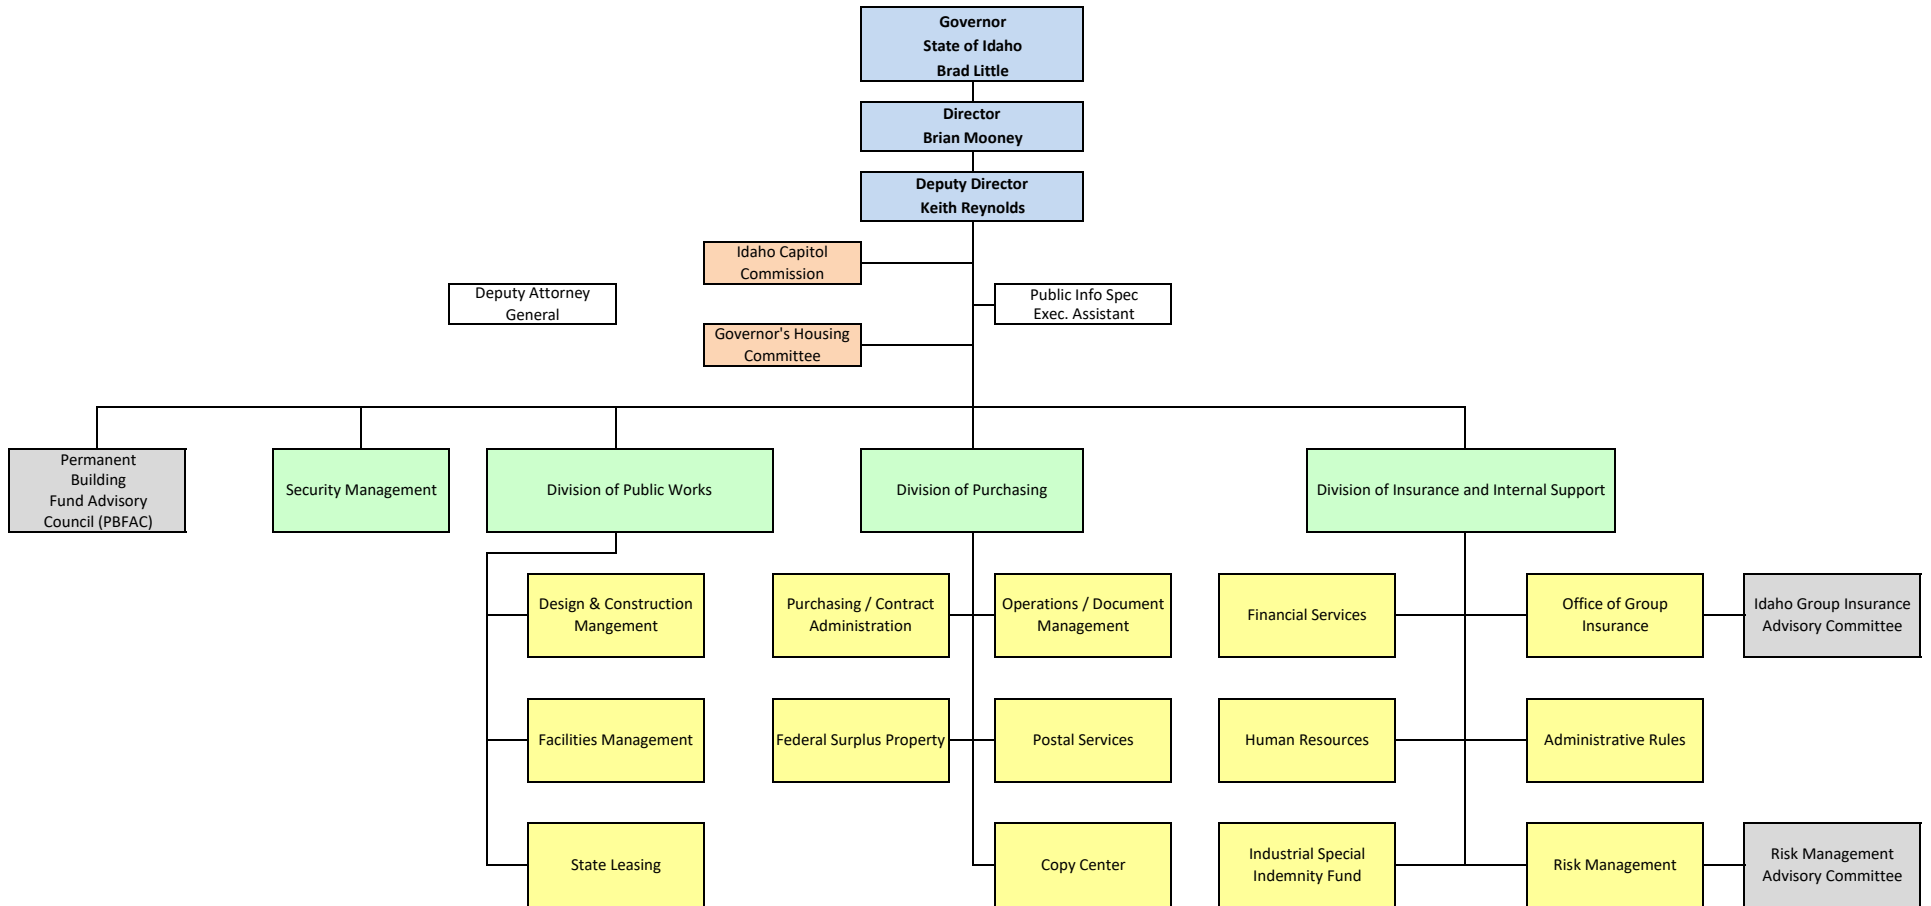 Governor
State of Idaho
Brad Little
Director
Brian Mooney
Deputy Director
Keith Reynolds
Idaho Capitol
Commission
Deputy Attorney
General
Public Info Spec
Exec. Assistant
Governor's Housing
Committee
Permanent
Building
Fund Advisory
Council (PBFAC)
Security Management
Division of Public Works
Division of Purchasing
Division of Insurance and Internal Support
Design & Construction
Mangement
Purchasing / Contract
Administration
Operations / Document
Management
Financial Services
Office of Group
Insurance
Idaho Group Insurance
Advisory Committee
Facilities Management
Federal Surplus Property
Postal Services
Human Resources
Administrative Rules
State Leasing
Copy Center
Industrial Special
Indemnity Fund
Risk Management
Risk Management
Advisory Committee